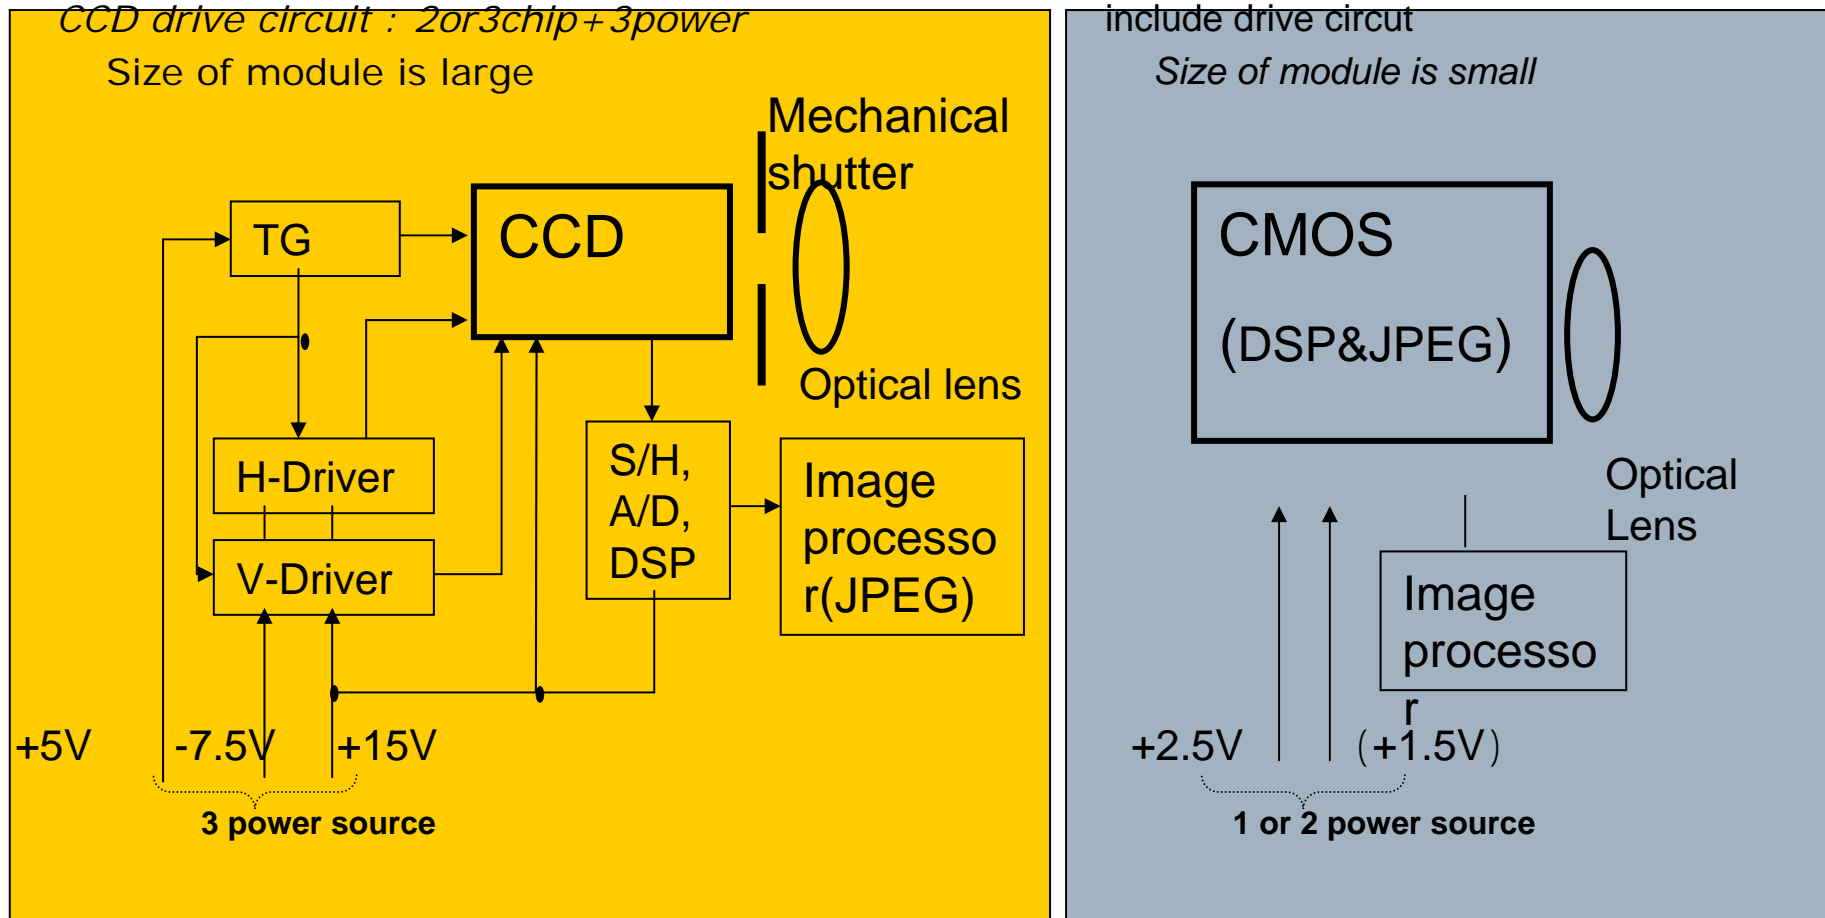 CCD drive circuit : 2or3chip+3power
Size of module is large
Mechanical
shutter
TG
CCD
Optical lens
H-Driver
V-Driver
S/H,
A/D,
DSP
Image
processo
r(JPEG)
+5V
-7.5V
+15V
3 power source
include drive circut
Size of module is small
CMOS
(DSP&JPEG)
Optical
Lens
Image
processo
r
+2.5V
(+1.5V)
1 or 2 power source